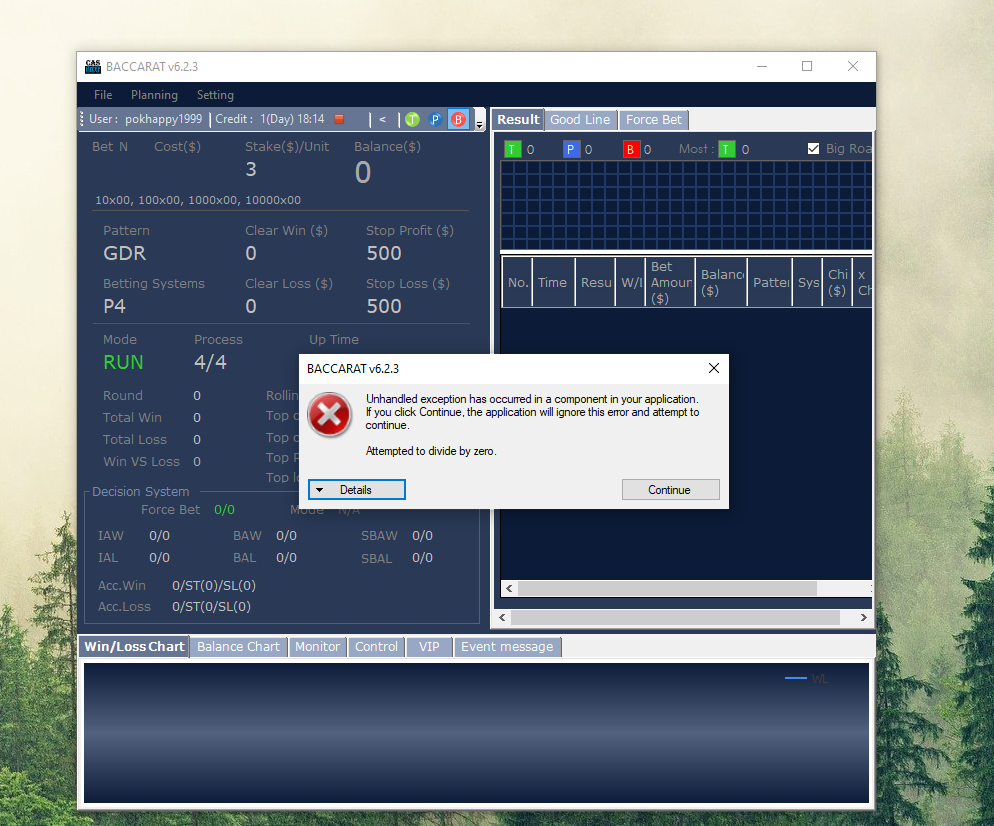 CAS
BACCARAT v6.2.3
File Planning Setting
User : pokhappy1999 Credit : 1(Day) 18:14 < T P B
Result Good Line Force Bet
Bet N Cost($) Stake($)/Unit Balance($)
3 0
10x00, 100x00, 1000x00, 10000x00
T 0 P 0 B 0 Most : T 0 Big Roa
Pattern Clear Win ($) Stop Profit ($)
GDR 0 500
Betting Systems Clear Loss ($) Stop Loss ($)
P4 0 500
No. Time Resu W/l Bet Amour ($) Balanc ($) Patter Sys Chi ($) x Ch
Mode Process Up Time
RUN 4/4
Round 0 Rollin
Total Win 0 Top c
Total Loss 0 Top c
Win VS Loss 0 Top P
Top lo
BACCARAT v6.2.3
Unhandled exception has occurred in a component in your application.
If you click Continue, the application will ignore this error and attempt to
continue.
Attempted to divide by zero.
Details Continue
Decision System
Force Bet 0/0 Mode N/A
IAW 0/0 BAW 0/0 SBAW 0/0
IAL 0/0 BAL 0/0 SBAL 0/0
Acc.Win 0/ST(0)/SL(0)
Acc.Loss 0/ST(0/SL(0)
Win/Loss Chart Balance Chart Monitor Control VIP Event message
WL